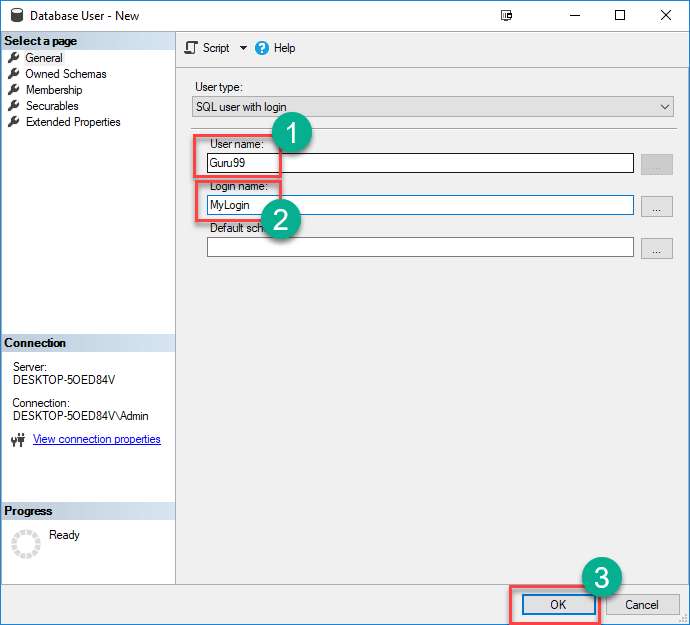 Database User - New
Select a page
General
Owned Schemas
Membership
Securables
Extended Properties
Script
Help
User type:
SQL user with login
1
User name:
Guru99
...
Login name:
MyLogin
...
2
Default sch
...
Connection
Server:
DESKTOP-5OED84V
Connection:
DESKTOP-5OED84V\Admin
View connection properties
Progress
Ready
3
OK
Cancel